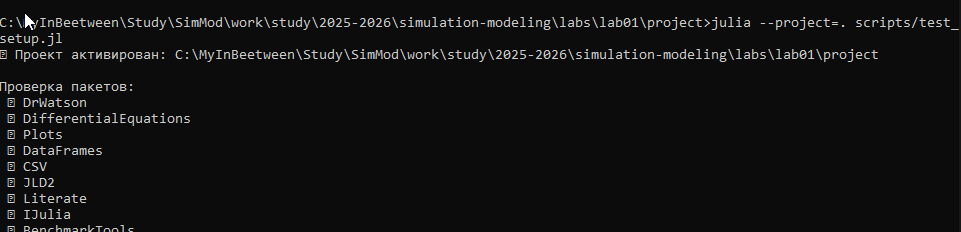 C:\MyInBeetween\Study\SimMod\work\study\2025-2026\simulation-modeling\labs\lab01\project>julia --project=. scripts/test_
setup.jl
Проект активирован: C:\MyInBeetween\Study\SimMod\work\study\2025-2026\simulation-modeling\labs\lab01\project
Проверка пакетов:
DrWatson
DifferentialEquations
Plots
DataFrames
CSV
JLD2
Literate
IJulia
BenchmarkTools